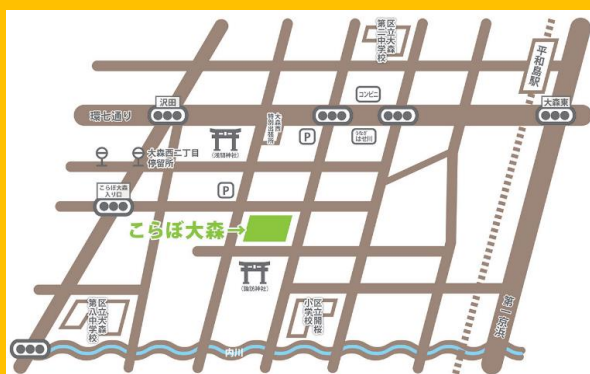 区立大森
第二中学校
平和島駅
沢田
コンビニ
環七通り
大森西
特別出張所
大森東
P
うなぎ
はせ川
大森西二丁目
停留所
こらぼ大森
入り口
P
こらぼ大森→
(諏訪神社)
第一京浜
区立大森
第八中学校
区立開桜
小学校
内川